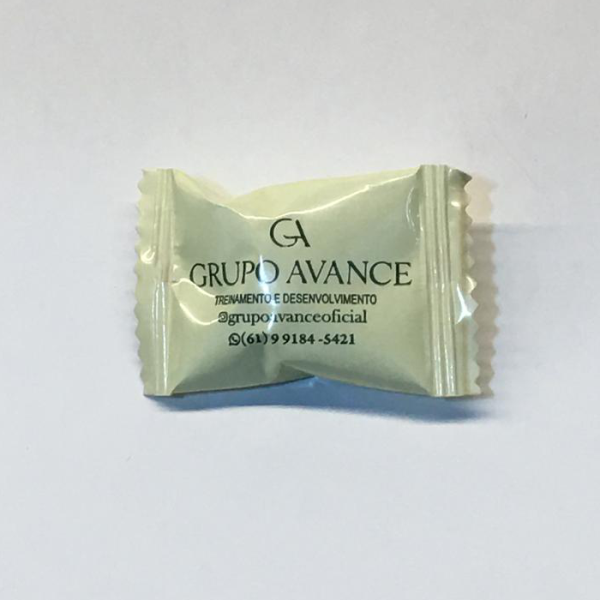 GA
GRUPO AVANCE
TREINAMENTO E DESENVOLVIMENTO
@grupoavanceoficial
(61) 9 9184-5421